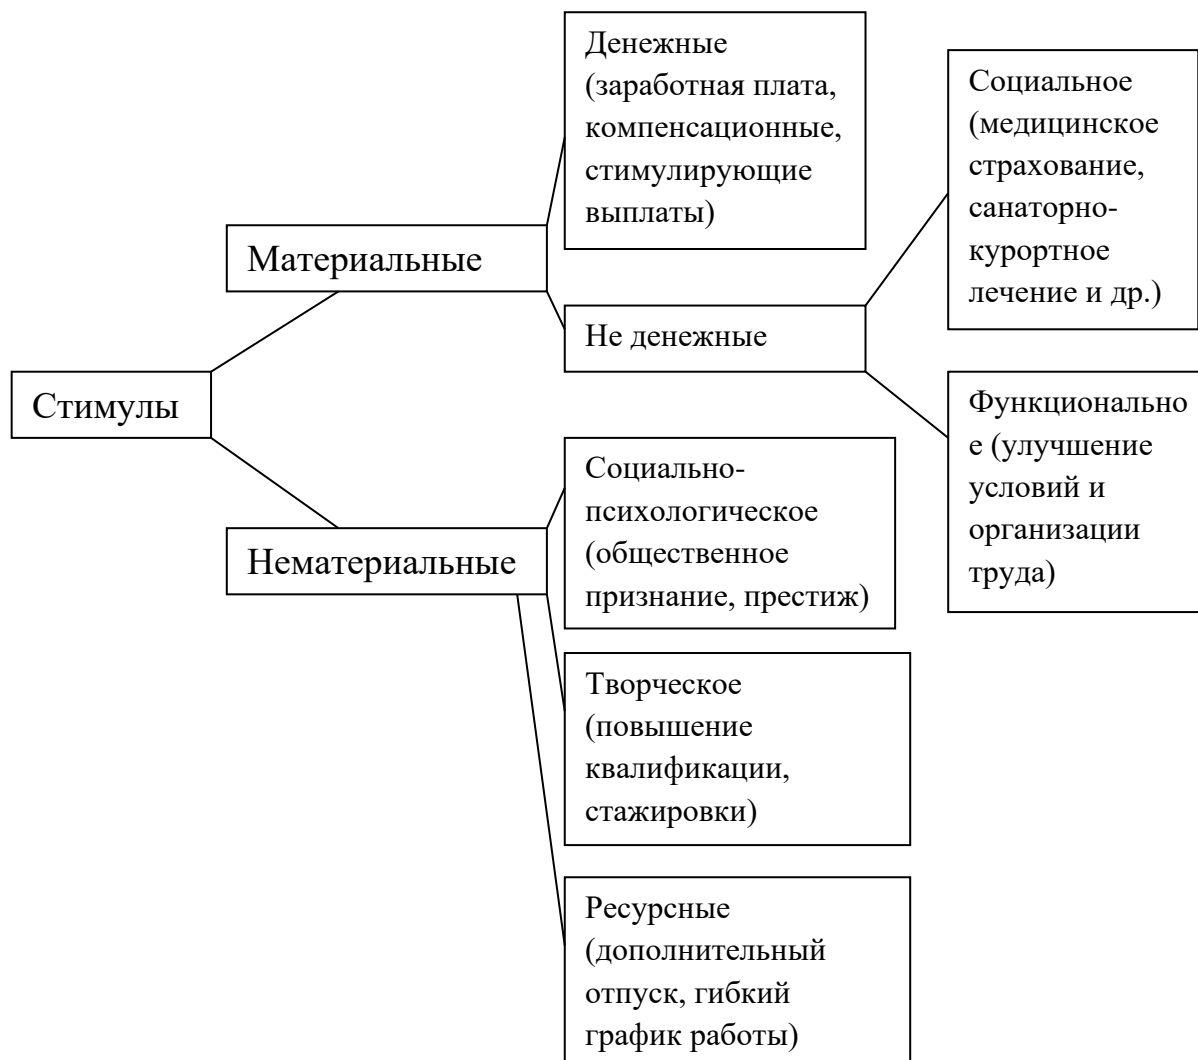 Денежные
(заработная плата,
компенсационные,
стимулирующие
выплаты)
Социальное
(медицинское
страхование,
санаторно-
курортное
лечение и др.)
Материальные
Не денежные
Стимулы
Функционально
е (улучшение
условий и
организации
труда)
Социально-
психологическое
(общественное
признание, престиж)
Нематериальные
Творческое
(повышение
квалификации,
стажировки)
Ресурсные
(дополнительный
отпуск, гибкий
график работы)